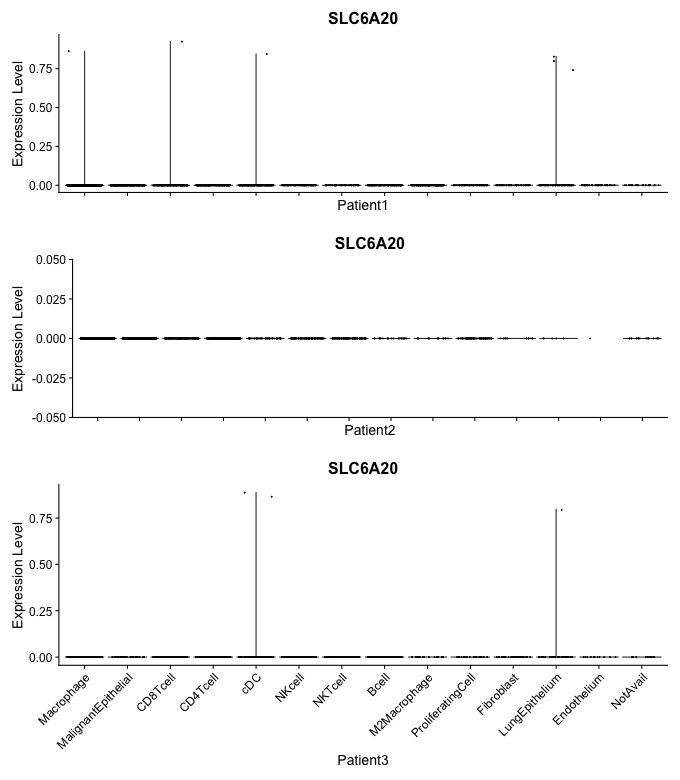 SLC6A20
Expression Level
0.75
0.50
0.25
0.00
Patient1
SLC6A20
Expression Level
0.050
0.025
0.000
-0.025
-0.050
Patient2
SLC6A20
Expression Level
0.75
0.50
0.25
0.00
Macrophage
MalignantEpithelial
CD8Tcell
CD4Tcell
cDC
NKcell
NKTcell
Bcell
M2Macrophage
ProliferatingCell
Fibroblast
LungEpithelium
Endothelium
NotAvail
Patient3